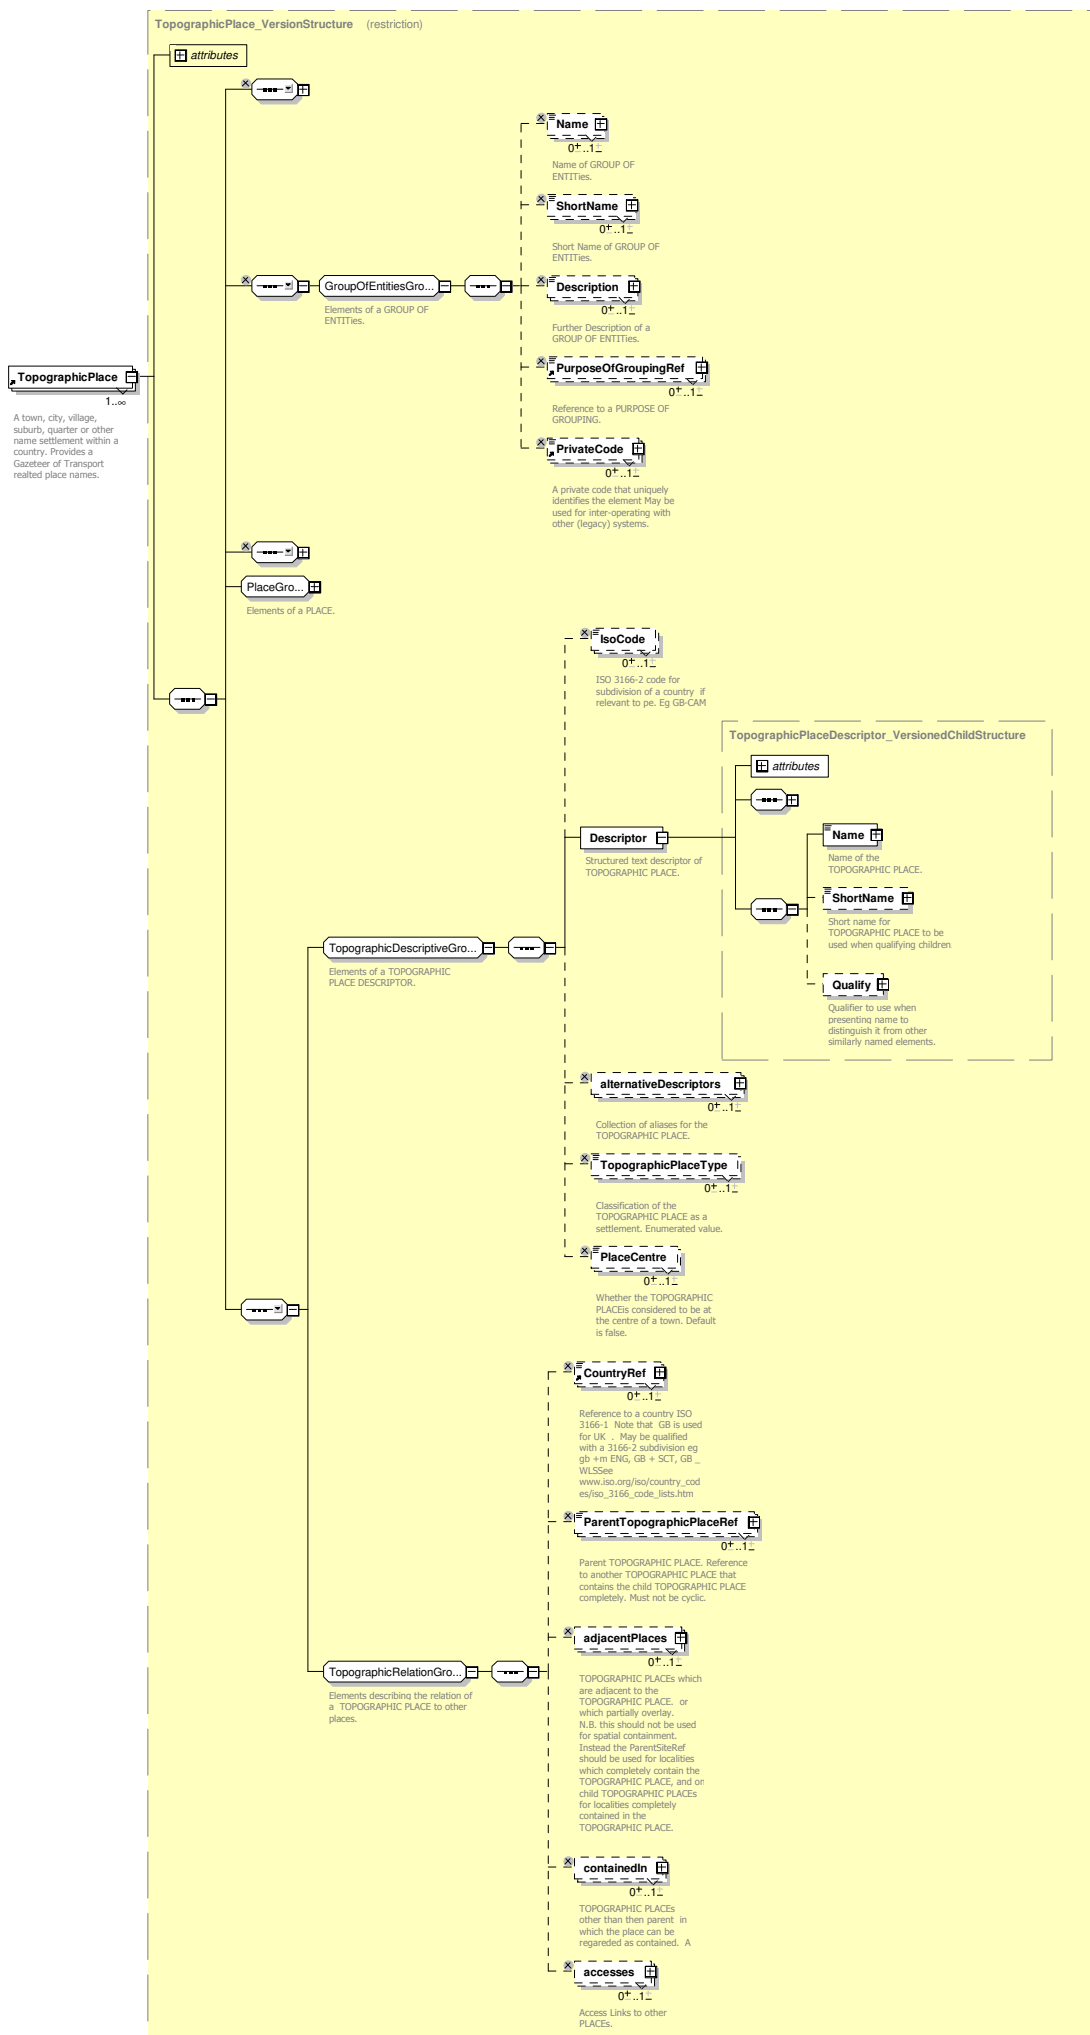 TopographicPlace_VersionStructure (restriction)
attributes
Name
0..1
Name of GROUP OF
ENTITies.
ShortName
0..1
Short Name of GROUP OF
ENTITies.
GroupOfEntitiesGro...
Elements of a GROUP OF
ENTITies.
Description
0..1
Further Description of a
GROUP OF ENTITies.
TopographicPlace
1..∞
A town, city, village,
suburb, quarter or other
name settlement within a
country. Provides a
Gazeteer of Transport
realted place names.
PurposeOfGroupingRef
0..1
Reference to a PURPOSE OF
GROUPING.
PrivateCode
0..1
A private code that uniquely
identifies the element May be
used for inter-operating with
other (legacy) systems.
PlaceGro...
Elements of a PLACE.
IsoCode
0..1
ISO 3166-2 code for
subdivision of a country if
relevant to pe. Eg GB-CAM
TopographicPlaceDescriptor_VersionedChildStructure
attributes
Descriptor
Structured text descriptor of
TOPOGRAPHIC PLACE.
Name
Name of the
TOPOGRAPHIC PLACE.
ShortName
Short name for
TOPOGRAPHIC PLACE to be
used when qualifying children
Qualify
Qualifier to use when
presenting name to
distinguish it from other
similarly named elements.
TopographicDescriptiveGro...
Elements of a TOPOGRAPHIC
PLACE DESCRIPTOR.
alternativeDescriptors
0..1
Collection of aliases for the
TOPOGRAPHIC PLACE.
TopographicPlaceType
0..1
Classification of the
TOPOGRAPHIC PLACE as a
settlement. Enumerated value.
PlaceCentre
0..1
Whether the TOPOGRAPHIC
PLACEis considered to be at
the centre of a town. Default
is false.
CountryRef
0..1
Reference to a country ISO
3166-1 Note that GB is used
for UK . May be qualified
with a 3166-2 subdivision eg
gb +m ENG, GB + SCT, GB _
WLSSee
www.iso.org/iso/country_cod
es/iso_3166_code_lists.htm
ParentTopographicPlaceRef
0..1
Parent TOPOGRAPHIC PLACE. Reference
to another TOPOGRAPHIC PLACE that
contains the child TOPOGRAPHIC PLACE
completely. Must not be cyclic.
TopographicRelationGro...
Elements describing the relation of
a TOPOGRAPHIC PLACE to other
places.
adjacentPlaces
0..1
TOPOGRAPHIC PLACEs which
are adjacent to the
TOPOGRAPHIC PLACE. or
which partially overlay.
N.B. this should not be used
for spatial containment.
Instead the ParentSiteRef
should be used for localities
which completely contain the
TOPOGRAPHIC PLACE, and on
child TOPOGRAPHIC PLACEs
for localities completely
contained in the
TOPOGRAPHIC PLACE.
containedIn
0..1
TOPOGRAPHIC PLACEs
other than then parent in
which the place can be
regareded as contained. A
accesses
0..1
Access Links to other
PLACEs.